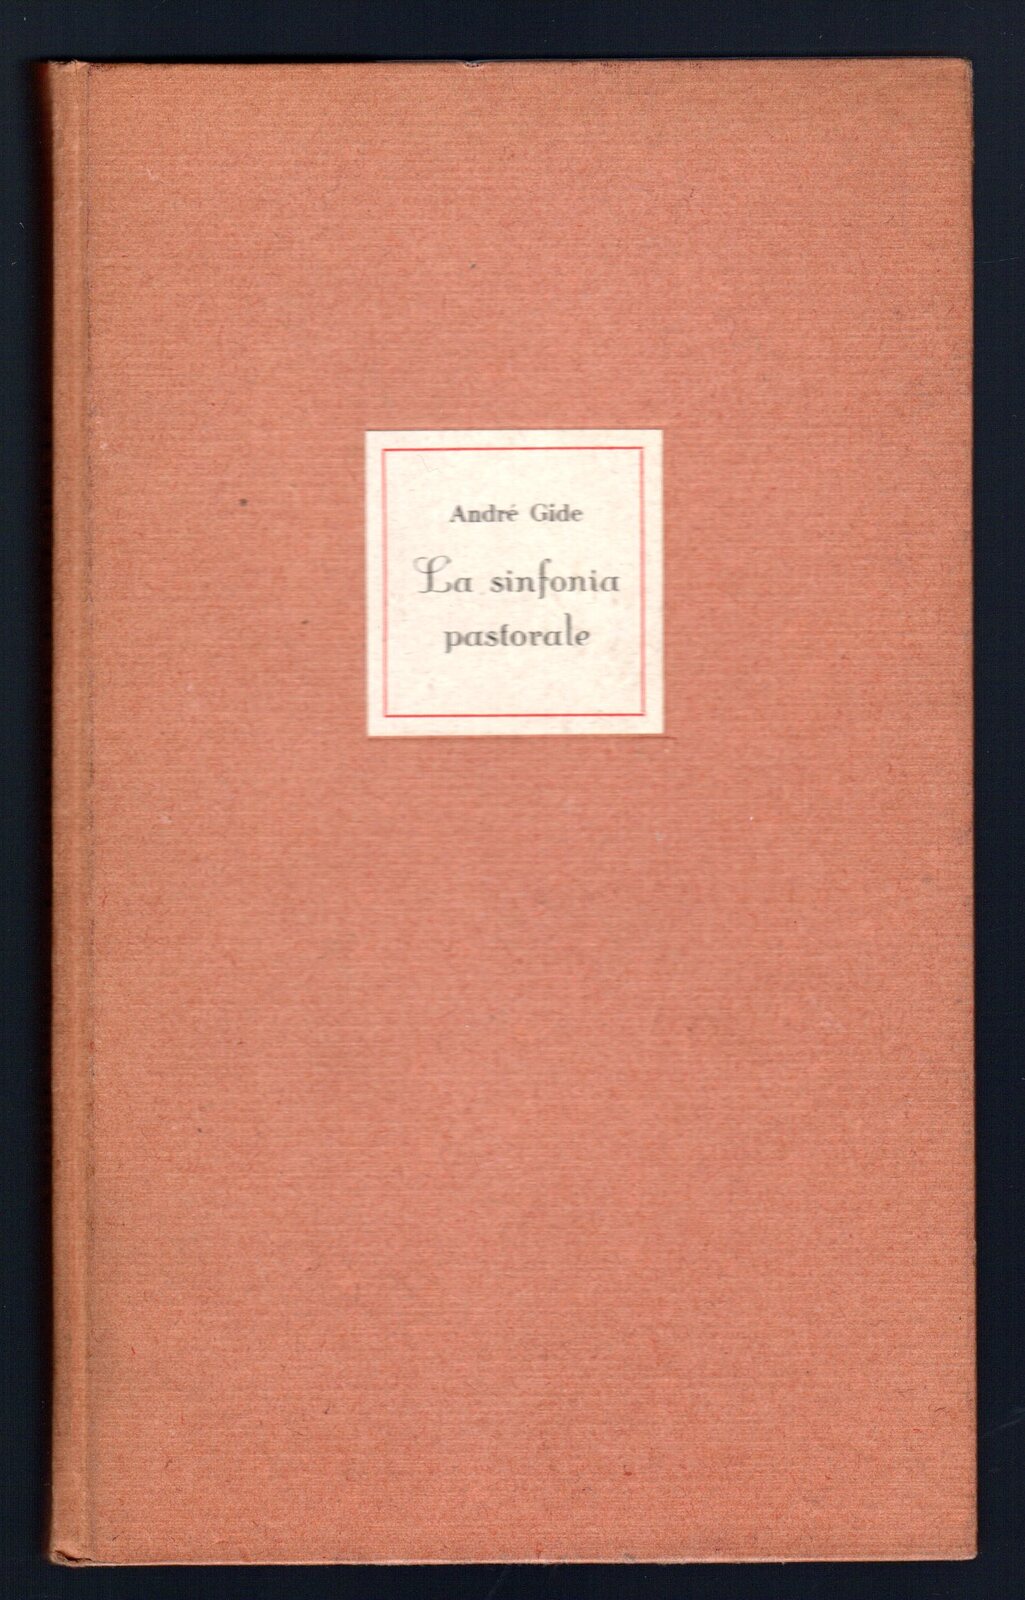 André Gide
La sinfonia
pastorale